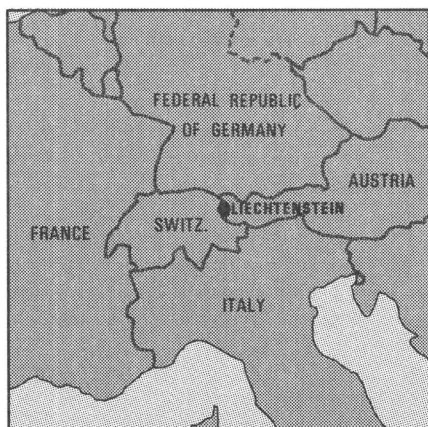 FEDERAL REPUBLIC
OF GERMANY
AUSTRIA
LIECHTENSTEIN
FRANCE
SWITZ.
ITALY